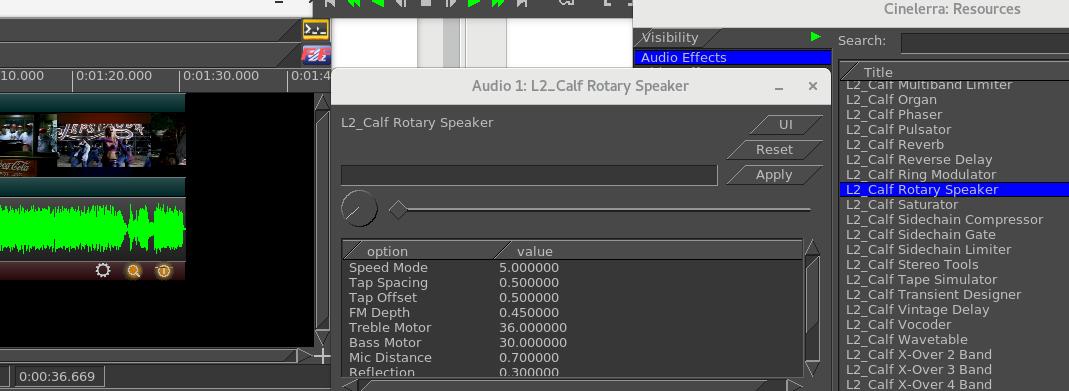 Cinelerra: Resources
Visibility
Search:
Audio Effects
10.000
0:01:20.000
0:01:30.000
0:01:4
Title
Audio 1: L2_Calf Rotary Speaker
L2_Calf Rotary Speaker
UI
Reset
Apply
option value
Speed Mode 5.000000
Tap Spacing 0.500000
Tap Offset 0.500000
FM Depth 0.450000
Treble Motor 36.000000
Bass Motor 30.000000
Mic Distance 0.700000
Reflection 0.300000
L2_Calf Multiband Limiter
L2_Calf Organ
L2_Calf Phaser
L2_Calf Pulsator
L2_Calf Reverb
L2_Calf Reverse Delay
L2_Calf Ring Modulator
L2_Calf Rotary Speaker
L2_Calf Saturator
L2_Calf Sidechain Compressor
L2_Calf Sidechain Gate
L2_Calf Sidechain Limiter
L2_Calf Stereo Tools
L2_Calf Tape Simulator
L2_Calf Transient Designer
L2_Calf Vintage Delay
L2_Calf Vocoder
L2_Calf Wavetable
L2_Calf X-Over 2 Band
L2_Calf X-Over 3 Band
L2_Calf X-Over 4 Band
Coca-Cola
0:00:36.669